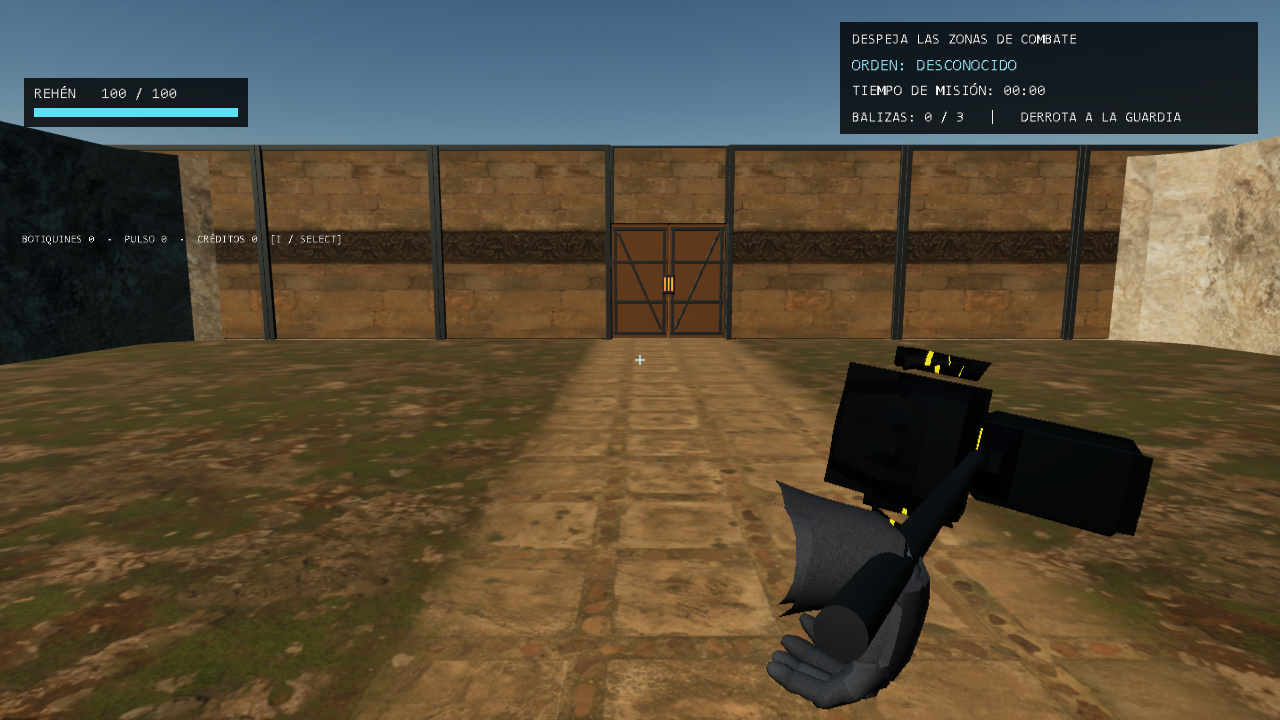 DESPEJA LAS ZONAS DE COMBATE
ORDEN: DESCONOCIDO
TIEMPO DE MISIÓN: 00:00
BALIZAS: 0 / 3 | DERROTA A LA GUARDIA
REHÉN 100 / 100
BOTIQUINES 0 - PULSO 0 - CRÉDITOS 0 [I / SELECT]